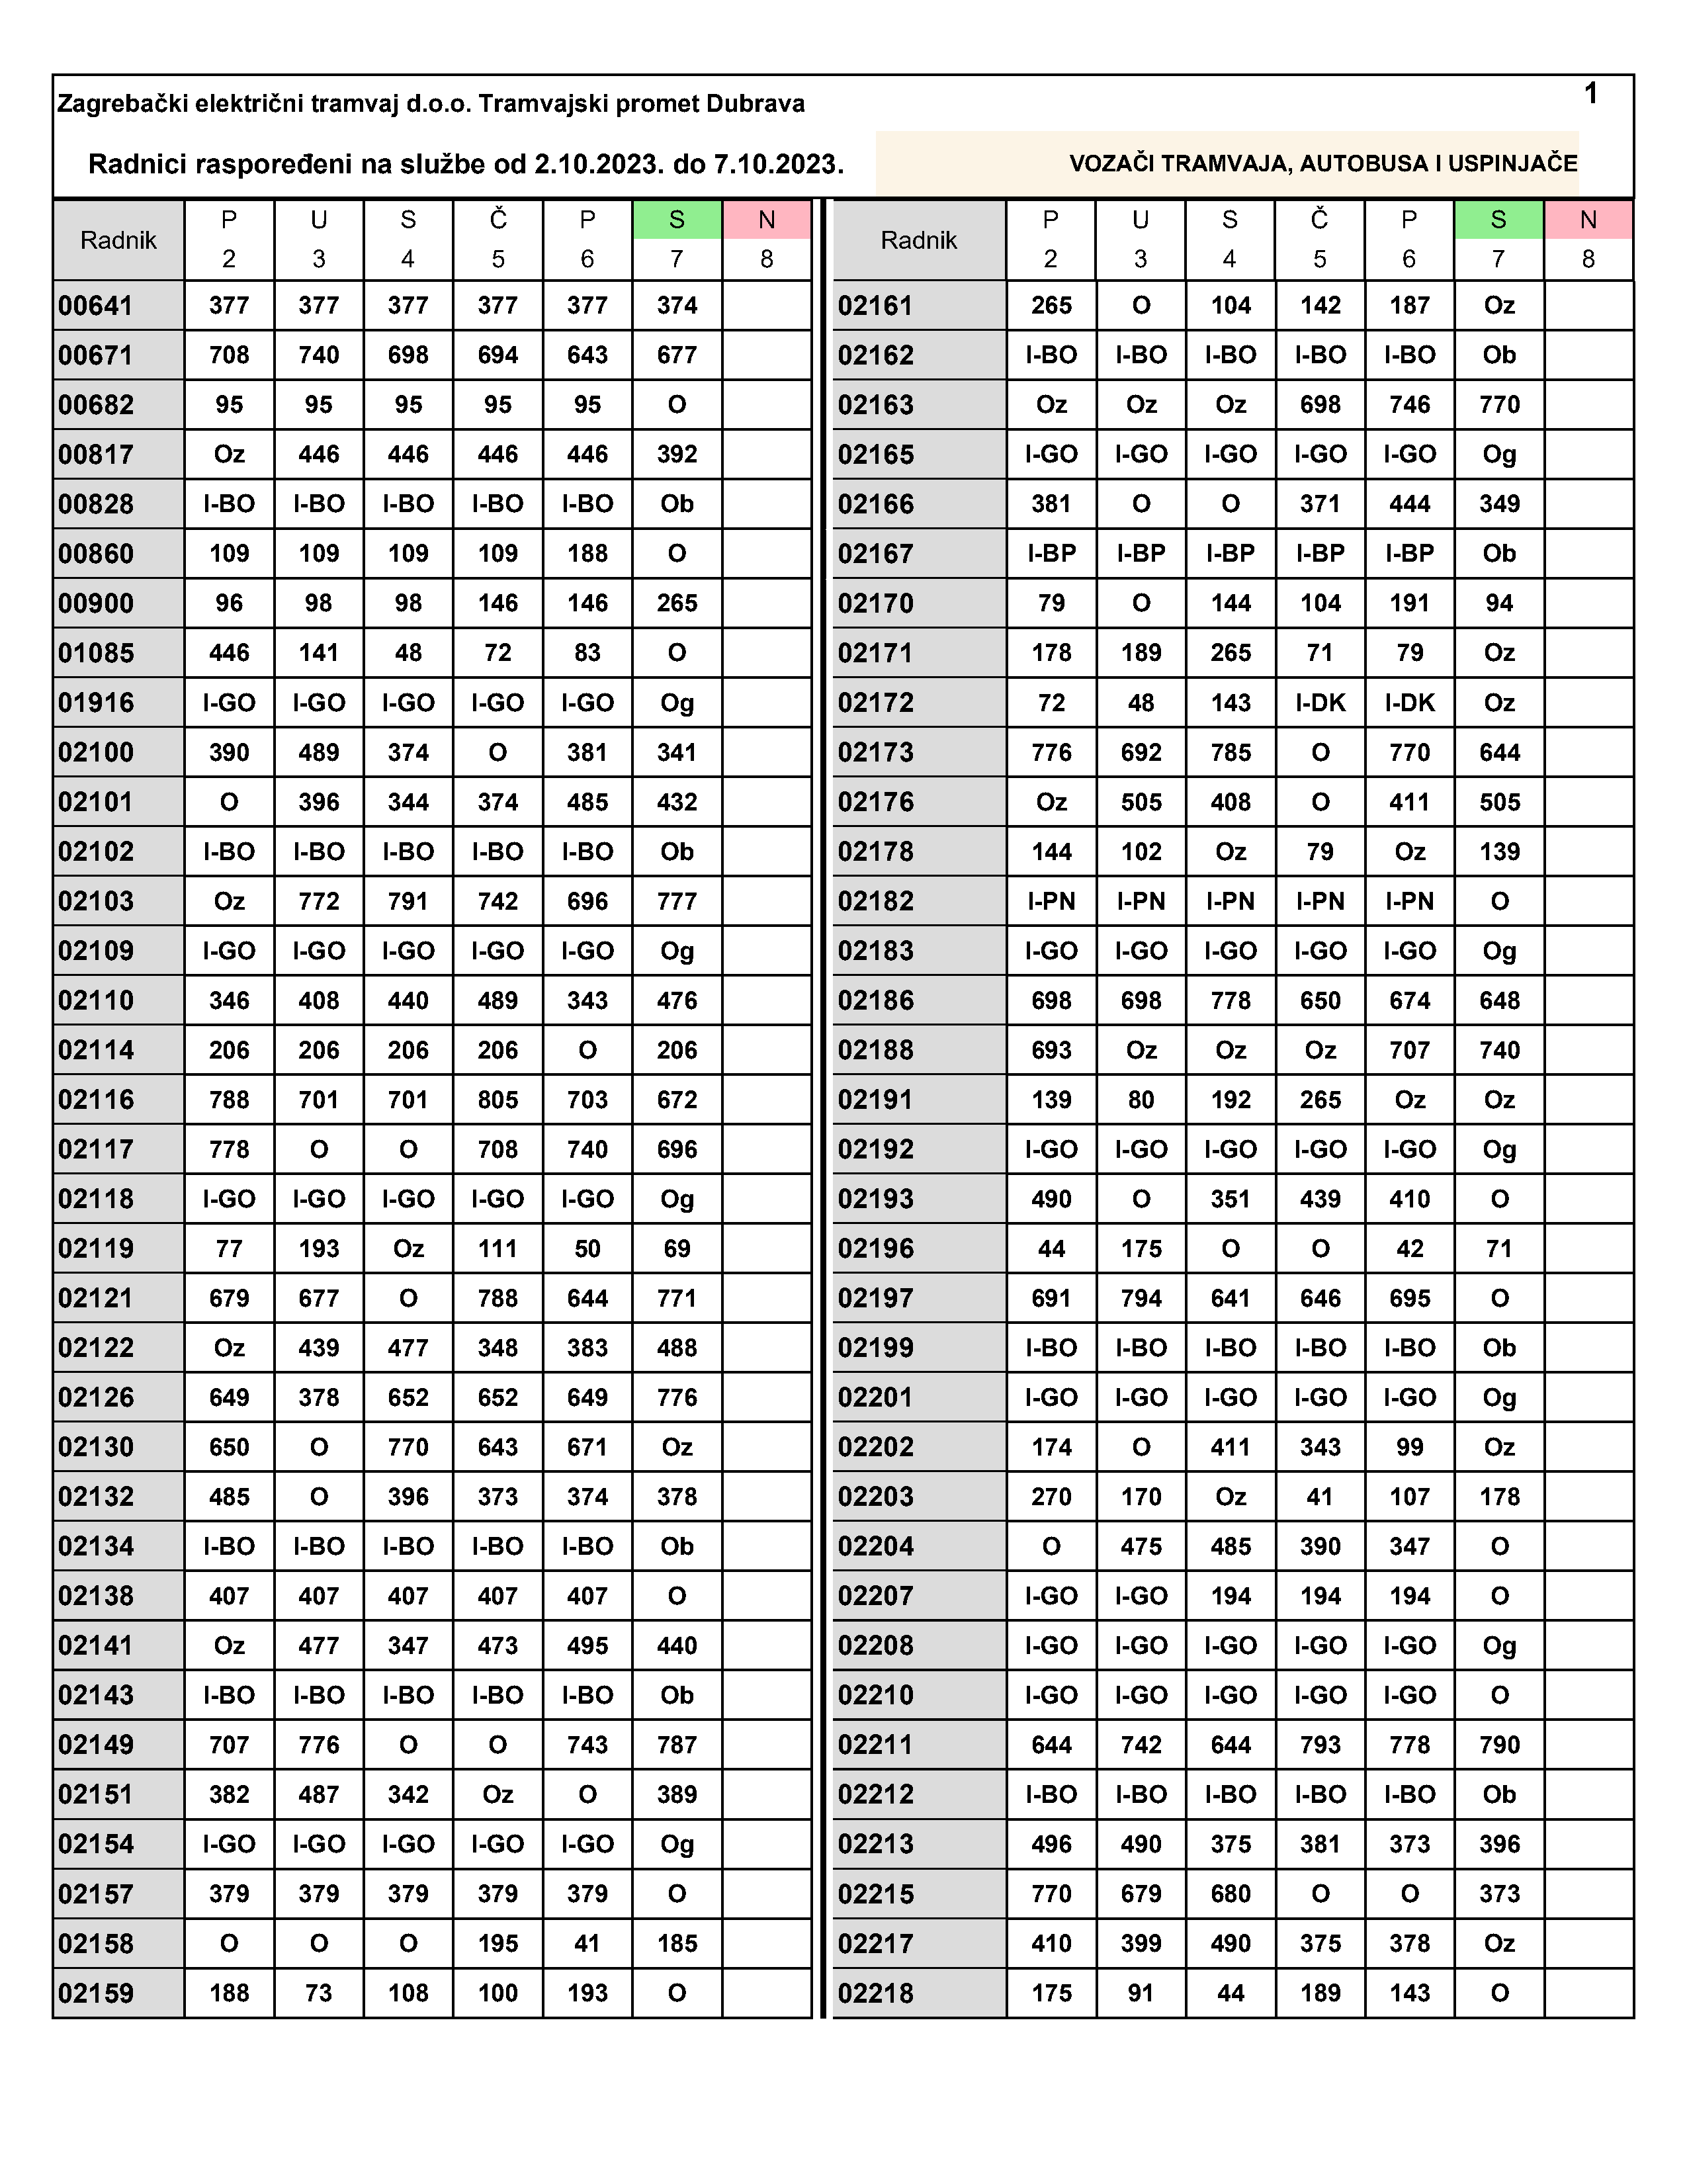 1
Zagrebački električni tramvaj d.o.o. Tramvajski promet Dubrava
Radnici raspoređeni na službe od 2.10.2023. do 7.10.2023. VOZAČI TRAMVAJA, AUTOBUSA I USPINJAČE
Radnik P U S Č P S N Radnik P U S Č P S N
2 3 4 5 6 7 8 2 3 4 5 6 7 8
00641 377 377 377 377 377 374 02161 265 O 104 142 187 Oz
00671 708 740 698 694 643 677 02162 I-BO I-BO I-BO I-BO I-BO Ob
00682 95 95 95 95 95 O 02163 Oz Oz Oz 698 746 770
00817 Oz 446 446 446 446 392 02165 I-GO I-GO I-GO I-GO I-GO Og
00828 I-BO I-BO I-BO I-BO I-BO Ob 02166 381 O O 371 444 349
00860 109 109 109 109 188 O 02167 I-BP I-BP I-BP I-BP I-BP Ob
00900 96 98 98 146 146 265 02170 79 O 144 104 191 94
01085 446 141 48 72 83 O 02171 178 189 265 71 79 Oz
01916 I-GO I-GO I-GO I-GO I-GO Og 02172 72 48 143 I-DK I-DK Oz
02100 390 489 374 O 381 341 02173 776 692 785 O 770 644
02101 O 396 344 374 485 432 02176 Oz 505 408 O 411 505
02102 I-BO I-BO I-BO I-BO I-BO Ob 02178 144 102 Oz 79 Oz 139
02103 Oz 772 791 742 696 777 02182 I-PN I-PN I-PN I-PN I-PN O
02109 I-GO I-GO I-GO I-GO I-GO Og 02183 I-GO I-GO I-GO I-GO I-GO Og
02110 346 408 440 489 343 476 02186 698 698 778 650 674 648
02114 206 206 206 206 O 206 02188 693 Oz Oz Oz 707 740
02116 788 701 701 805 703 672 02191 139 80 192 265 Oz Oz
02117 778 O O 708 740 696 02192 I-GO I-GO I-GO I-GO I-GO Og
02118 I-GO I-GO I-GO I-GO I-GO Og 02193 490 O 351 439 410 O
02119 77 193 Oz 111 50 69 02196 44 175 O O 42 71
02121 679 677 O 788 644 771 02197 691 794 641 646 695 O
02122 Oz 439 477 348 383 488 02199 I-BO I-BO I-BO I-BO I-BO Ob
02126 649 378 652 652 649 776 02201 I-GO I-GO I-GO I-GO I-GO Og
02130 650 O 770 643 671 Oz 02202 174 O 411 343 99 Oz
02132 485 O 396 373 374 378 02203 270 170 Oz 41 107 178
02134 I-BO I-BO I-BO I-BO I-BO Ob 02204 O 475 485 390 347 O
02138 407 407 407 407 407 O 02207 I-GO I-GO 194 194 194 O
02141 Oz 477 347 473 495 440 02208 I-GO I-GO I-GO I-GO I-GO Og
02143 I-BO I-BO I-BO I-BO I-BO Ob 02210 I-GO I-GO I-GO I-GO I-GO O
02149 707 776 O O 743 787 02211 644 742 644 793 778 790
02151 382 487 342 Oz O 389 02212 I-BO I-BO I-BO I-BO I-BO Ob
02154 I-GO I-GO I-GO I-GO I-GO Og 02213 496 490 375 381 373 396
02157 379 379 379 379 379 O 02215 770 679 680 O O 373
02158 O O O 195 41 185 02217 410 399 490 375 378 Oz
02159 188 73 108 100 193 O 02218 175 91 44 189 143 O